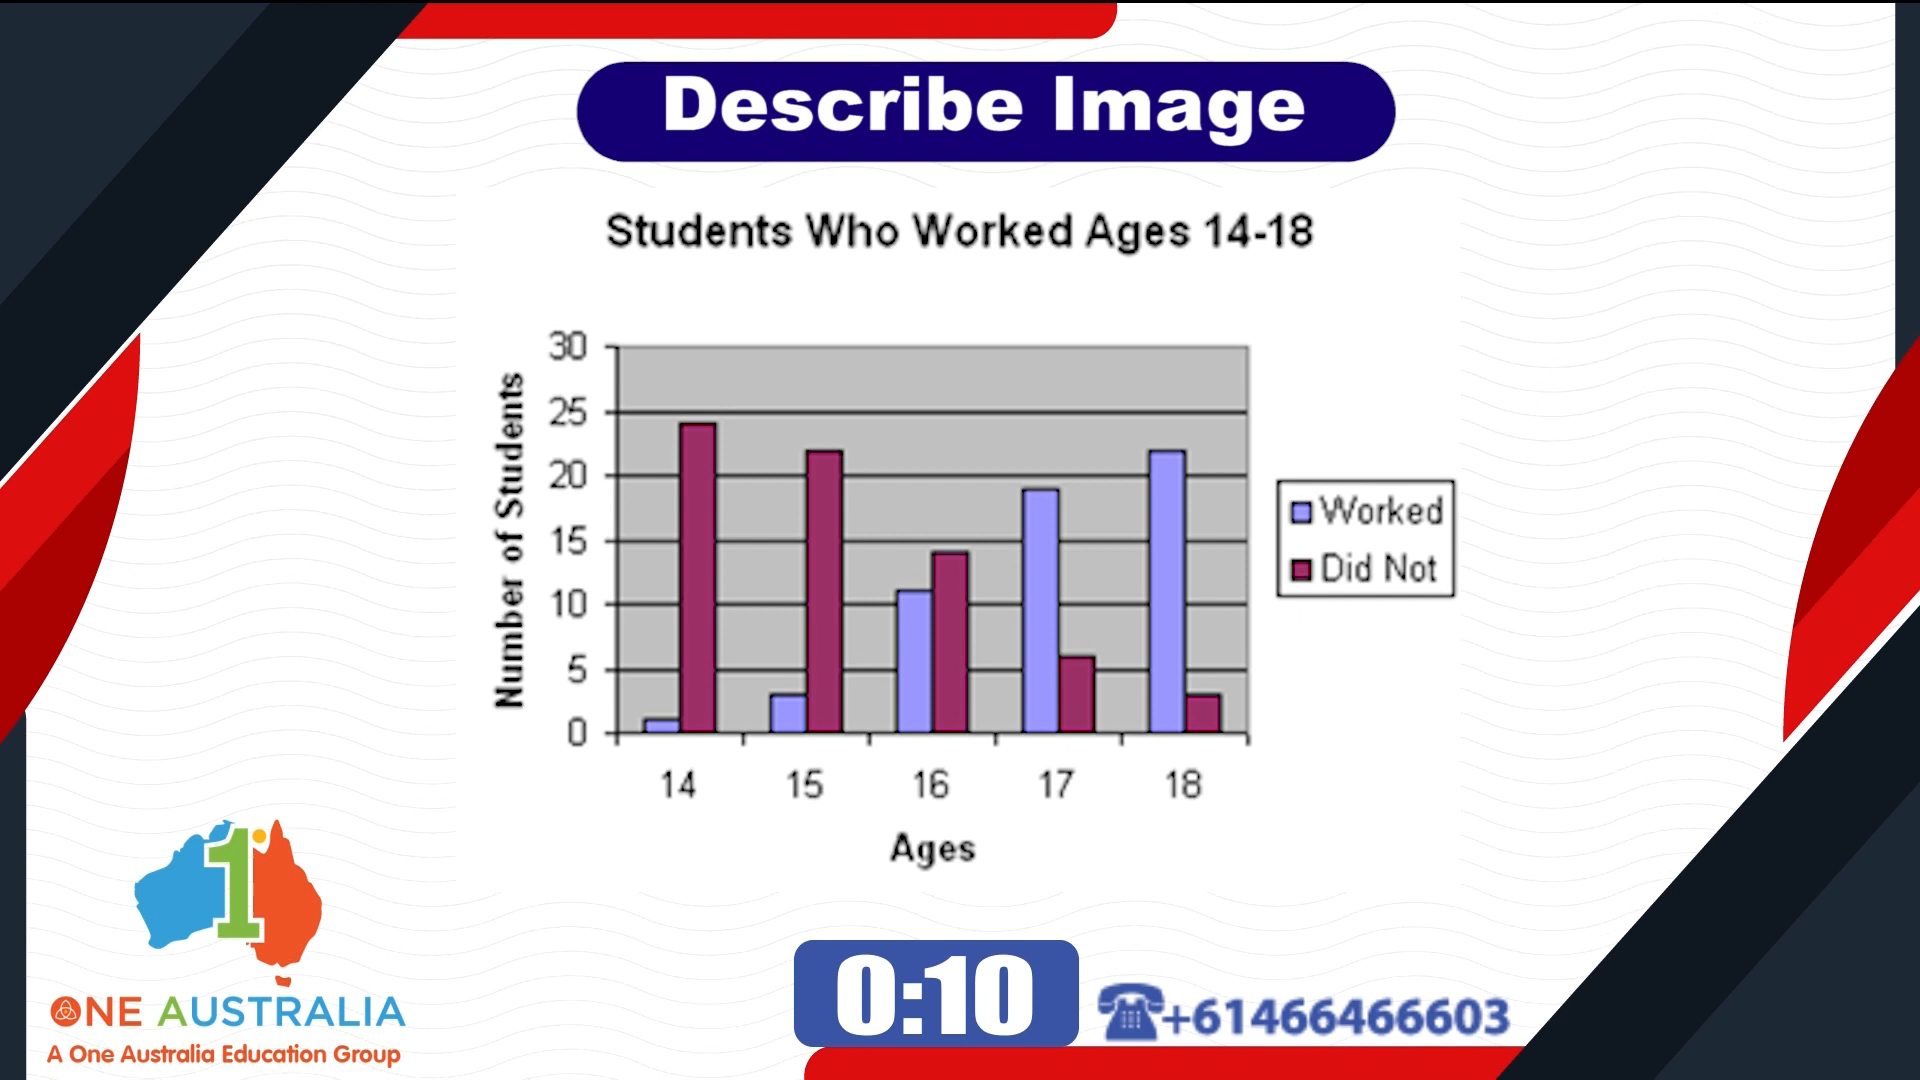 Describe Image
Students Who Worked Ages 14-18
Number of Students
30
25
20
15
10
5
0
14 15 16 17 18
Ages
Worked
Did Not
1
ONE AUSTRALIA
A One Australia Education Group
0:10
+61466466603